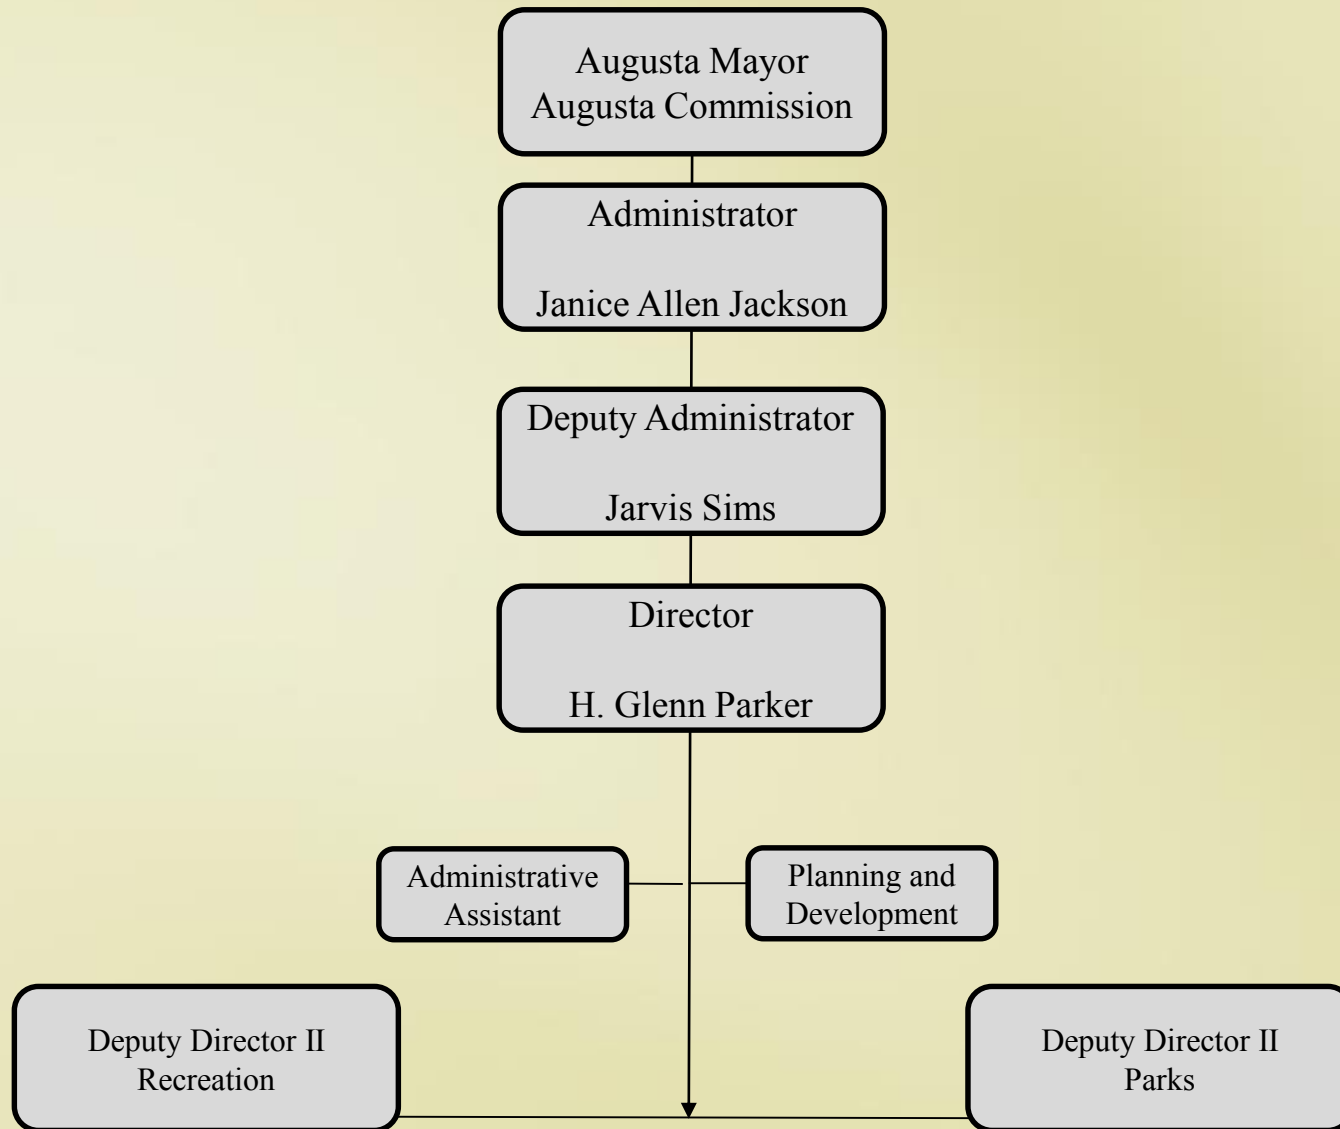 Augusta Mayor
Augusta Commission
Administrator
Janice Allen Jackson
Deputy Administrator
Jarvis Sims
Director
H. Glenn Parker
Administrative
Assistant
Planning and
Development
Deputy Director II
Recreation
Deputy Director II
Parks